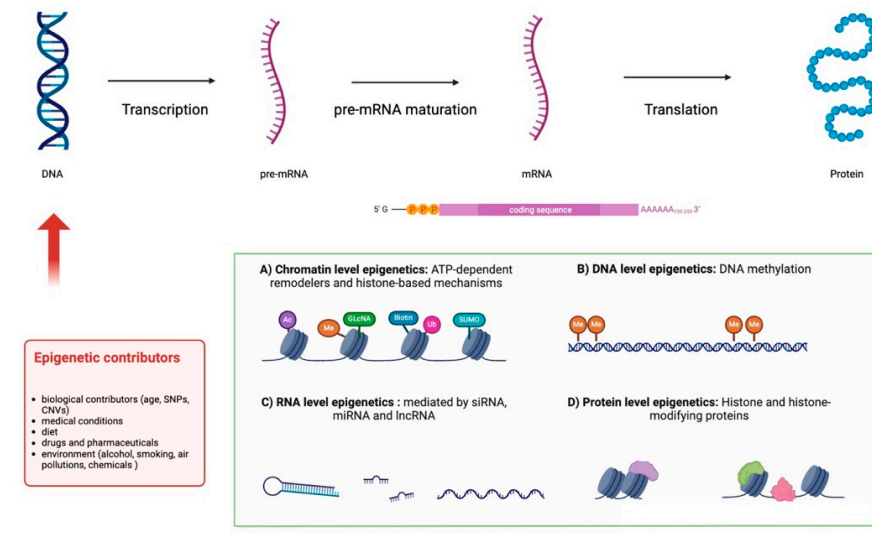 Transcription
pre-mRNA maturation
Translation
DNA
pre-mRNA
mRNA
Protein
5' G
P P P
coding sequence
AAAAAA150-250 3'
A) Chromatin level epigenetics: ATP-dependent
remodelers and histone-based mechanisms
B) DNA level epigenetics: DNA methylation
Ac
Me
GLcNA
Biotin
Ub
SUMO
Me
Me
Me
Me
Epigenetic contributors
• biological contributors (age, SNPs,
CNVs)
• medical conditions
• diet
• drugs and pharmaceuticals
• environment (alcohol, smoking, air
pollutions, chemicals )
C) RNA level epigenetics : mediated by siRNA,
miRNA and lncRNA
D) Protein level epigenetics: Histone and histone-
modifying proteins